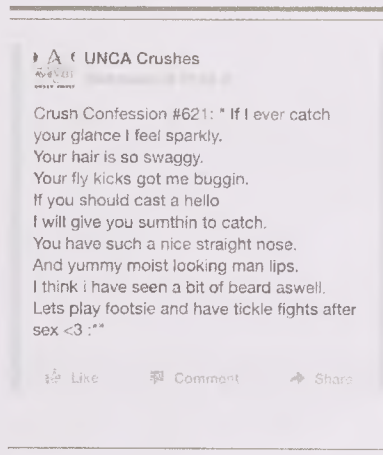 UNCA Crushes
Crush Confession #621: " If I ever catch
your glance I feel sparkly.
Your hair is so swaggy.
Your fly kicks got me buggin.
If you should cast a hello
I will give you sumthin to catch.
You have such a nice straight nose.
And yummy moist looking man lips.
I think i have seen a bit of beard aswell.
Lets play footsie and have tickle fights after
sex <3 :*"
Like Comment Share